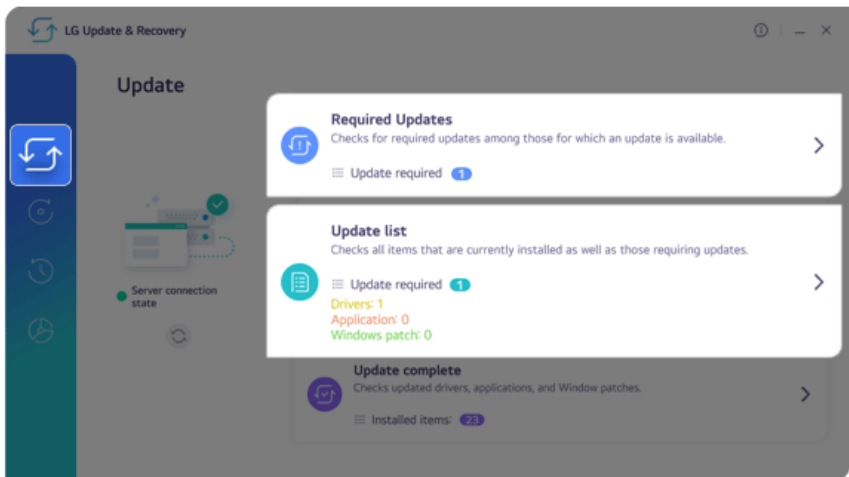 LG Update & Recovery
Update
Required Updates
Checks for required updates among those for which an update is available.
Update required 1
Update list
Checks all items that are currently installed as well as those requiring updates.
Update required 1
Drivers: 1
Application: 0
Windows patch: 0
Server connection
state
Update complete
Checks updated drivers, applications, and Window patches.
Installed items: 23